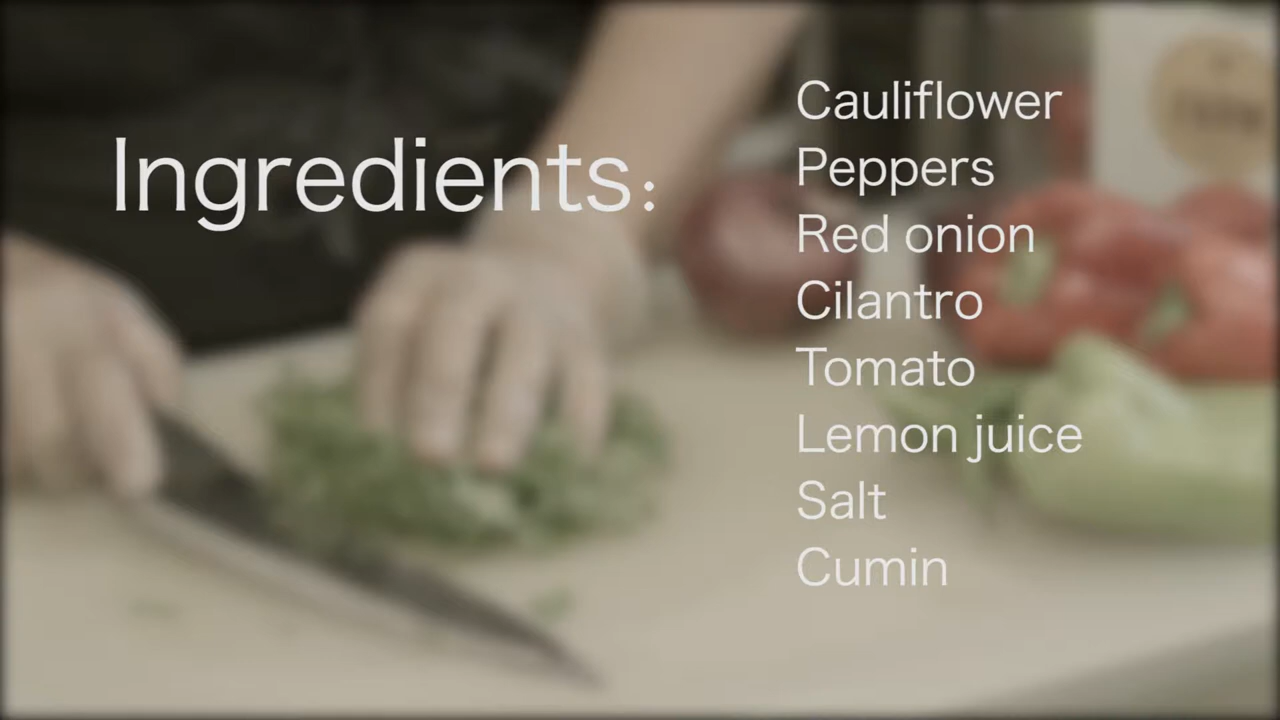 Ingredients:
Cauliflower
Peppers
Red onion
Cilantro
Tomato
Lemon juice
Salt
Cumin